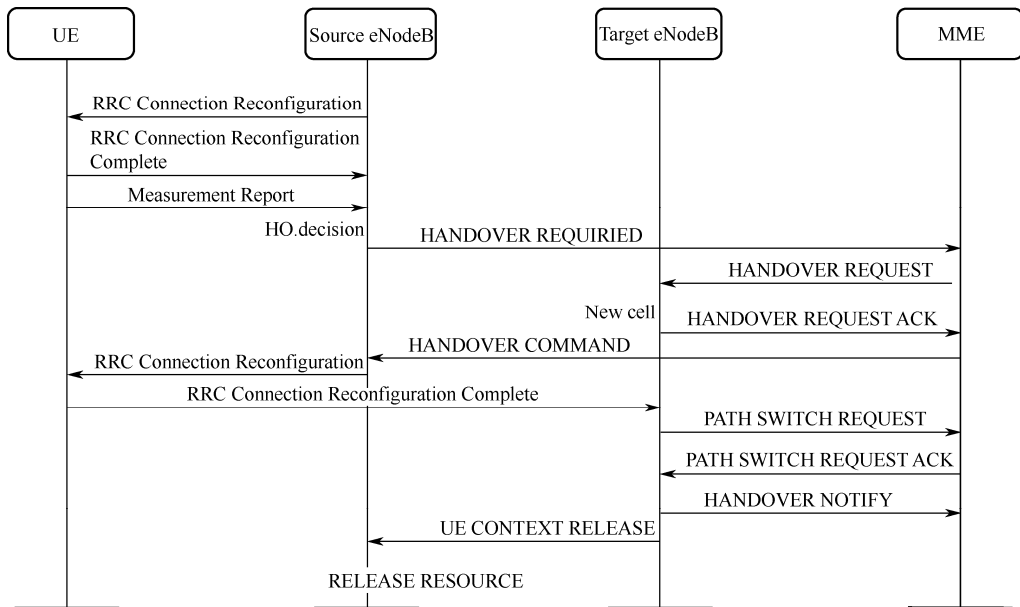 UE
Source eNodeB
Target eNodeB
MME
RRC Connection Reconfiguration
RRC Connection Reconfiguration
Complete
Measurement Report
HO.decision
HANDOVER REQUIRIED
HANDOVER REQUEST
New cell
HANDOVER REQUEST ACK
HANDOVER COMMAND
RRC Connection Reconfiguration
RRC Connection Reconfiguration Complete
PATH SWITCH REQUEST
PATH SWITCH REQUEST ACK
HANDOVER NOTIFY
UE CONTEXT RELEASE
RELEASE RESOURCE